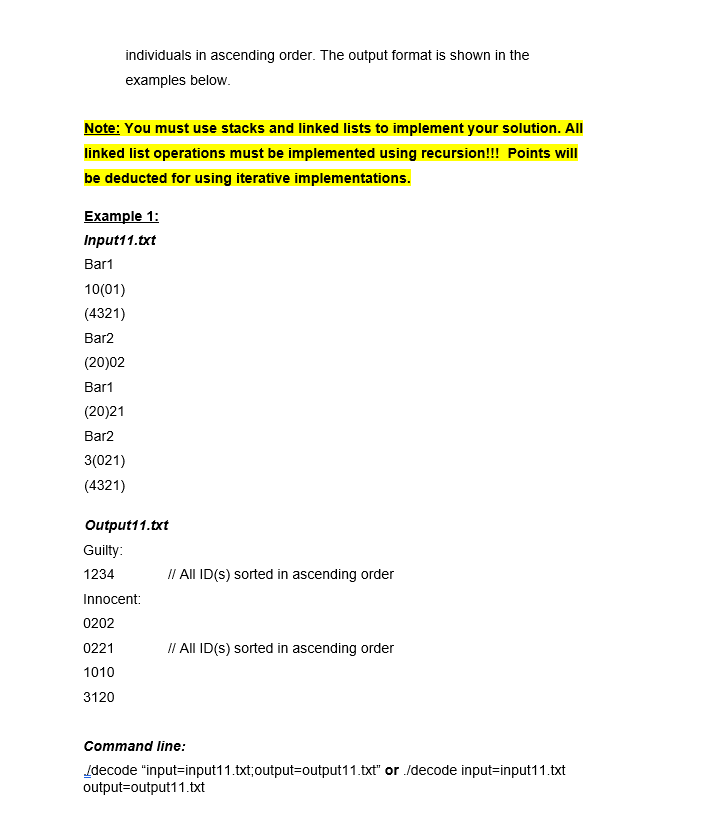 individuals in ascending order. The output format is shown in the
examples below.
Note: You must use stacks and linked lists to implement your solution. All
linked list operations must be implemented using recursion!!! Points will
be deducted for using iterative implementations.
Example 1:
Input11.txt
Bar1
10(01)
(4321)
Bar2
(20)02
Bar1
(20)21
Bar2
3(021)
(4321)
Output11.txt
Guilty:
1234 // All ID(s) sorted in ascending order
Innocent:
0202
0221 // All ID(s) sorted in ascending order
1010
3120
Command line:
./decode “input=input11.txt;output=output11.txt” or ./decode input=input11.txt
output=output11.txt